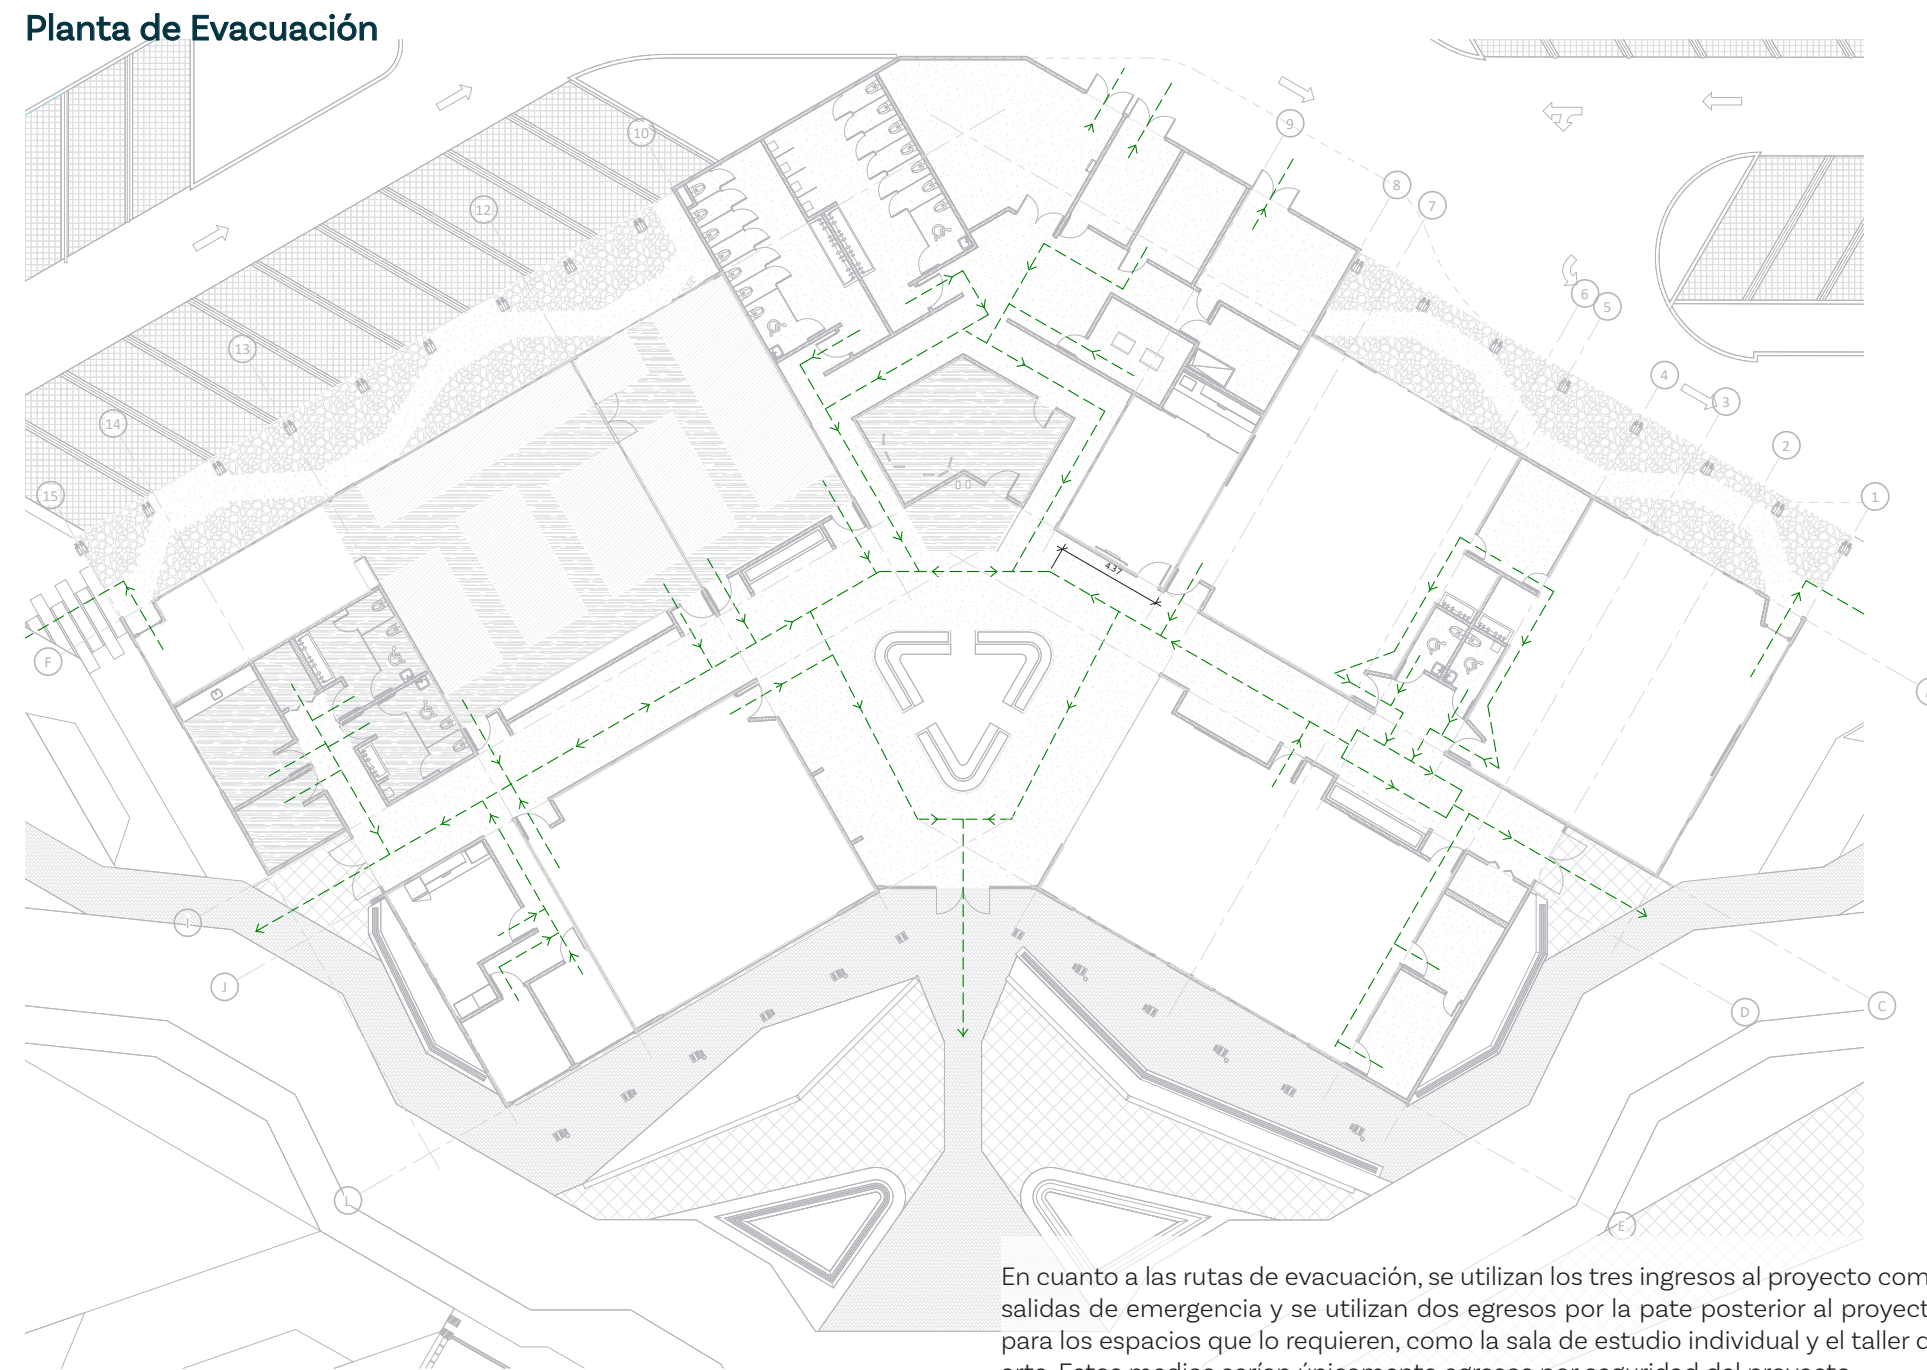 Planta de Evacuación
10
9
8
7
12
6
5
13
4
3
14
2
15
1
4.37
F
I
J
D
C
L
E
En cuanto a las rutas de evacuación, se utilizan los tres ingresos al proyecto com
salidas de emergencia y se utilizan dos egresos por la pate posterior al proyect
para los espacios que lo requieren, como la sala de estudio individual y el taller